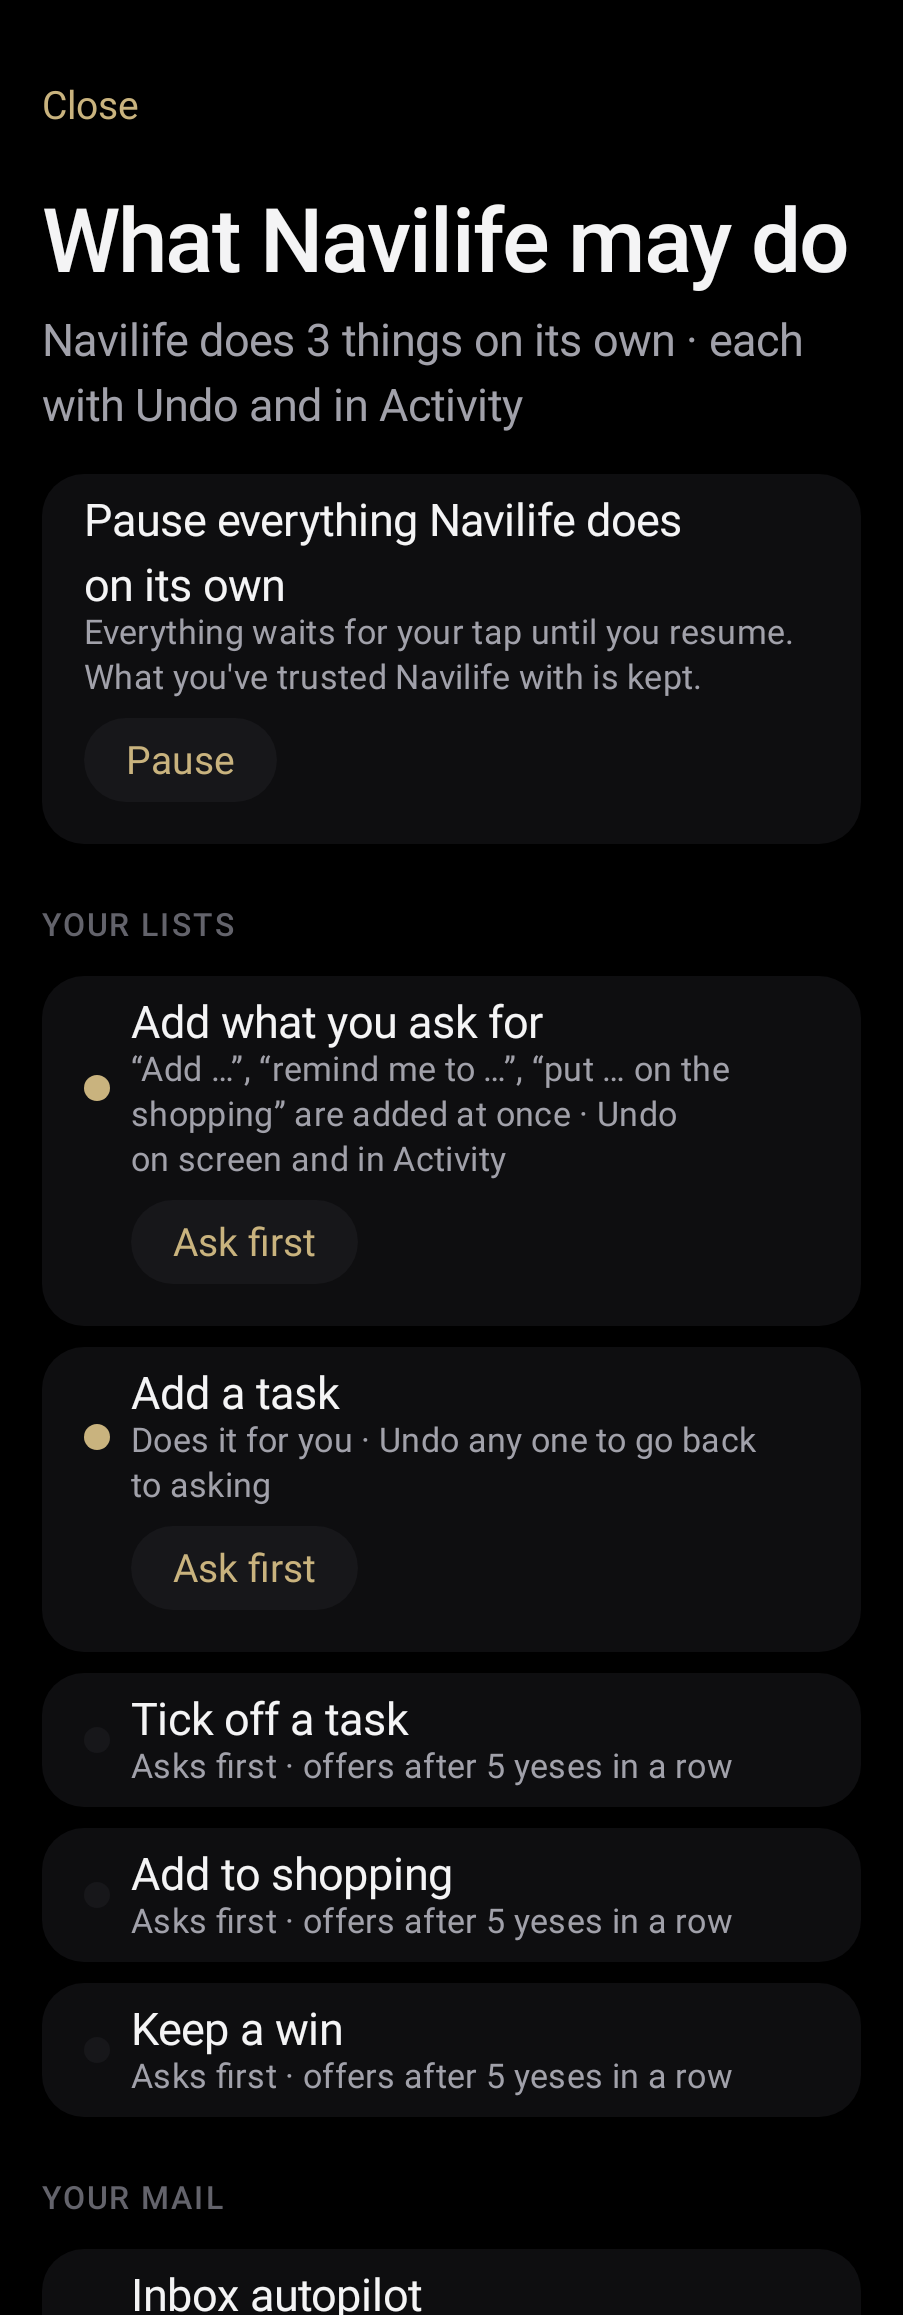 Close
What Navilife may do
Navilife does 3 things on its own · each
with Undo and in Activity
Pause everything Navilife does
on its own
Everything waits for your tap until you resume.
What you've trusted Navilife with is kept.
Pause
YOUR LISTS
Add what you ask for
“Add …”, “remind me to …”, “put … on the
shopping” are added at once · Undo
on screen and in Activity
Ask first
Add a task
Does it for you · Undo any one to go back
to asking
Ask first
Tick off a task
Asks first · offers after 5 yeses in a row
Add to shopping
Asks first · offers after 5 yeses in a row
Keep a win
Asks first · offers after 5 yeses in a row
YOUR MAIL
Inbox autopilot